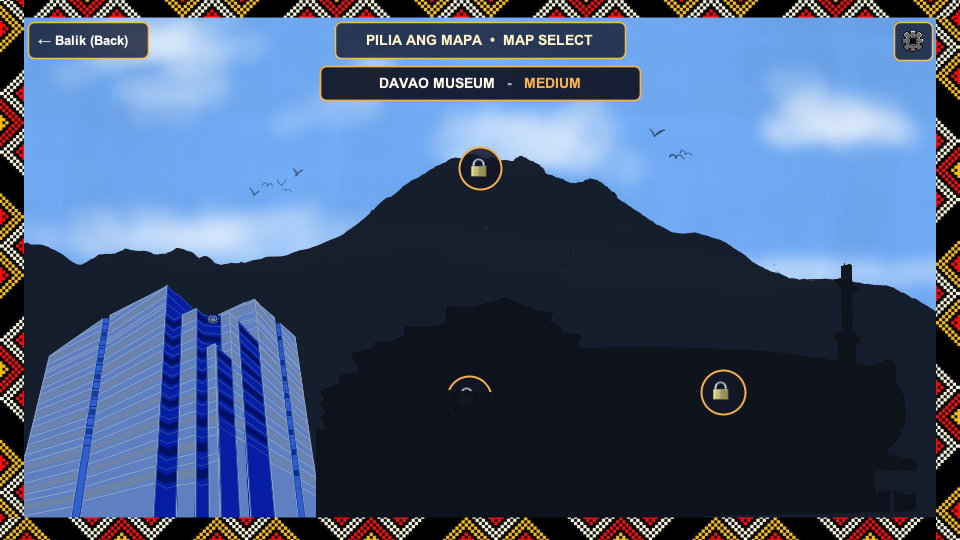 ← Balik (Back)
PILIA ANG MAPA • MAP SELECT
DAVAO MUSEUM - MEDIUM